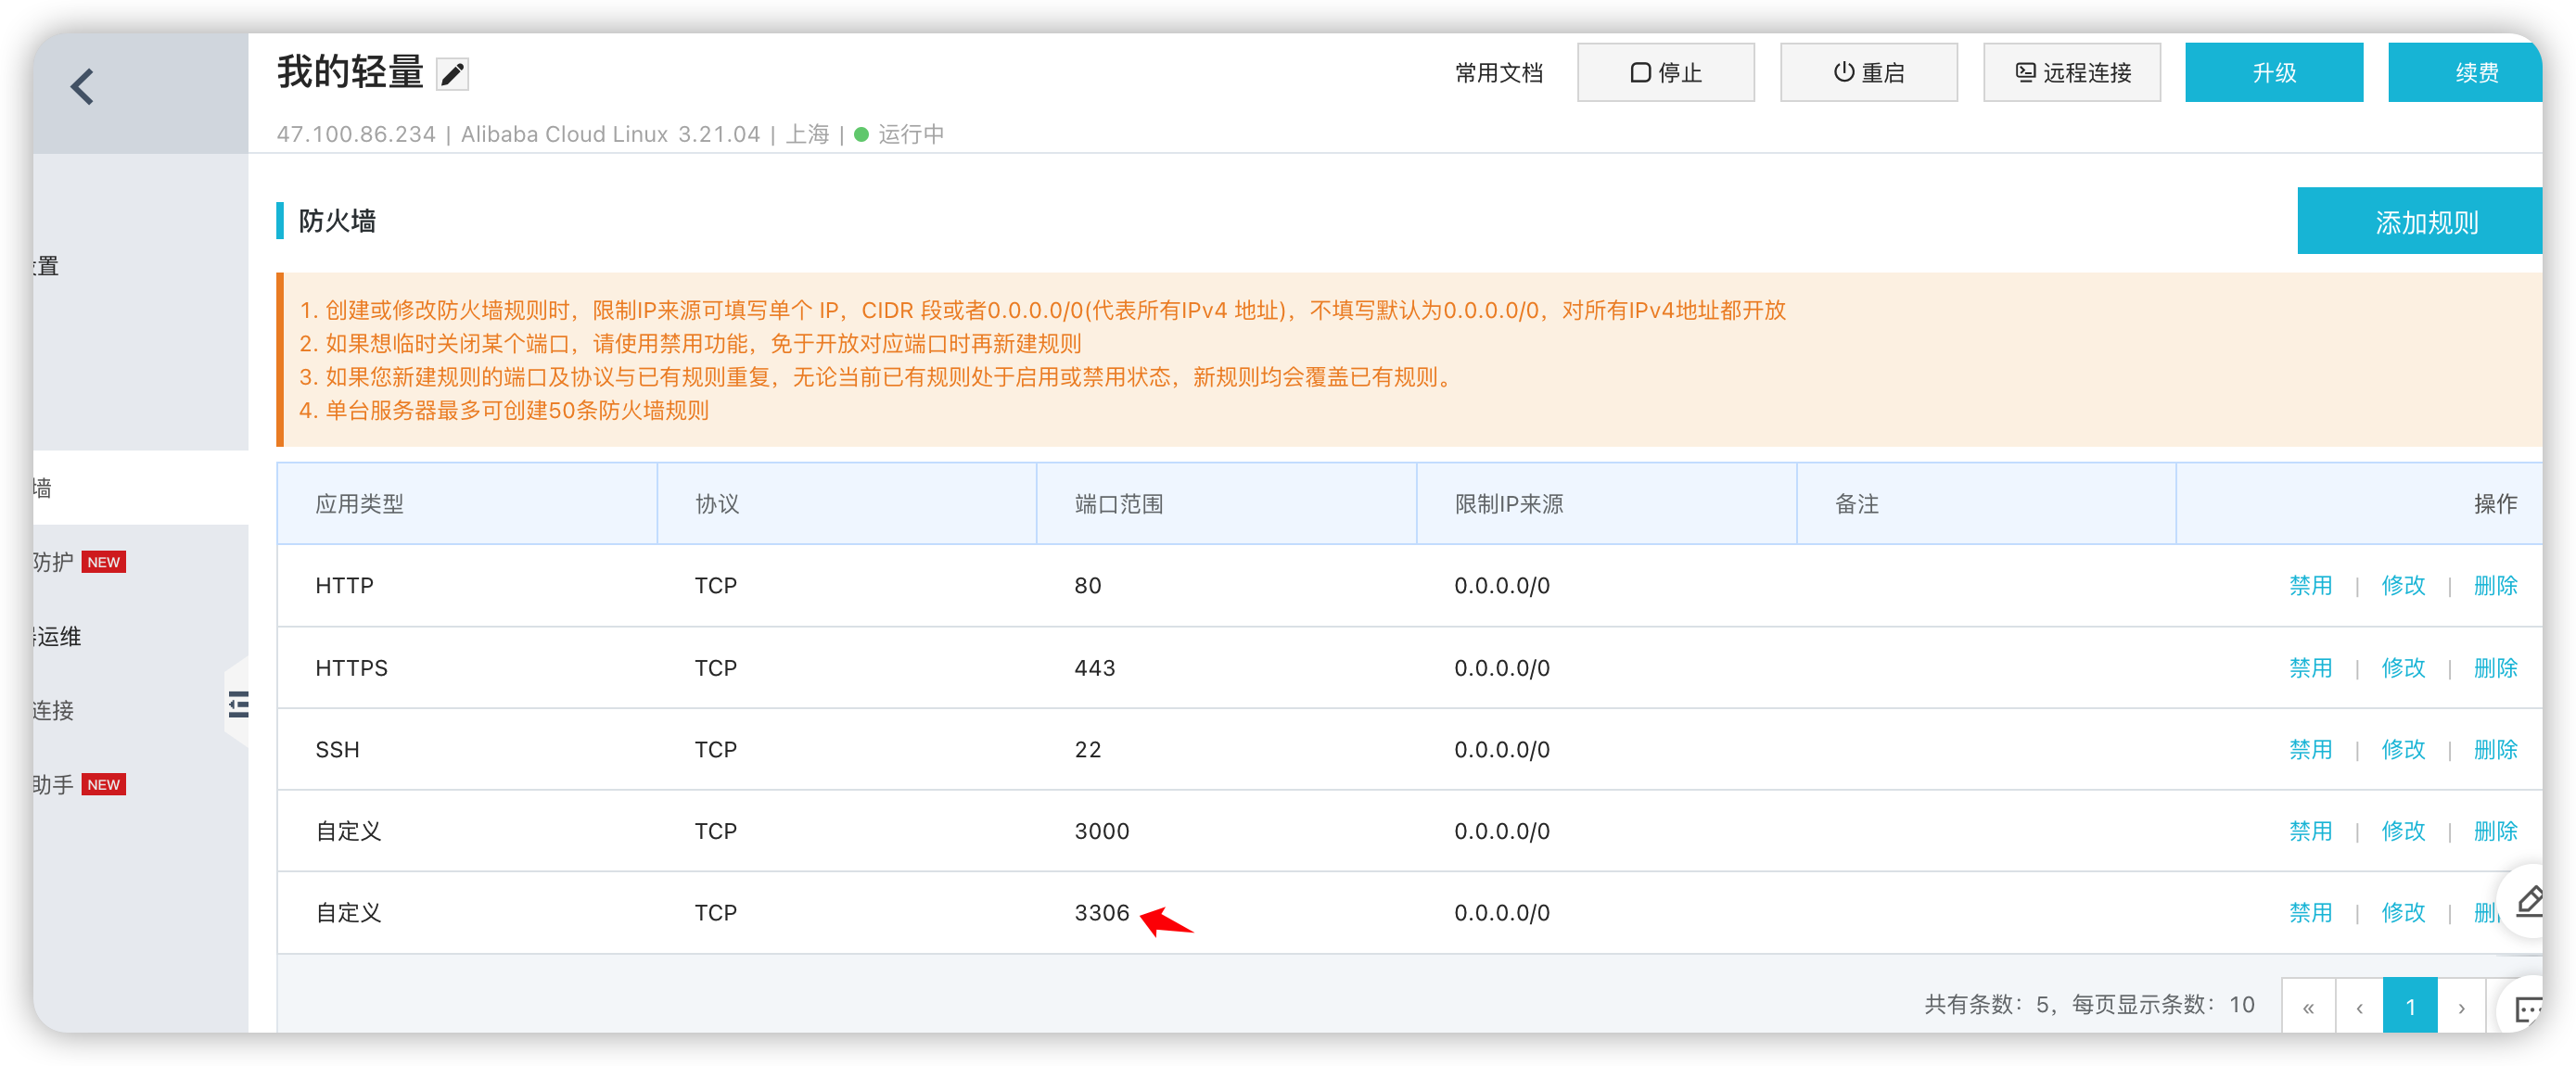 我的轻量
常用文档 停止 重启 远程连接 升级 续费
47.100.86.234 | Alibaba Cloud Linux 3.21.04 | 上海 | 运行中
防火墙 添加规则
置
墙
防护 NEW
运维
连接
助手 NEW
1. 创建或修改防火墙规则时，限制IP来源可填写单个 IP，CIDR 段或者0.0.0.0/0(代表所有IPv4 地址)，不填写默认为0.0.0.0/0，对所有IPv4地址都开放
2. 如果想临时关闭某个端口，请使用禁用功能，免于开放对应端口时再新建规则
3. 如果您新建规则的端口及协议与已有规则重复，无论当前已有规则处于启用或禁用状态，新规则均会覆盖已有规则。
4. 单台服务器最多可创建50条防火墙规则
应用类型 协议 端口范围 限制IP来源 备注 操作
HTTP TCP 80 0.0.0.0/0 禁用 | 修改 | 删除
HTTPS TCP 443 0.0.0.0/0 禁用 | 修改 | 删除
SSH TCP 22 0.0.0.0/0 禁用 | 修改 | 删除
自定义 TCP 3000 0.0.0.0/0 禁用 | 修改 | 删除
自定义 TCP 3306 0.0.0.0/0 禁用 | 修改 | 删
共有条数：5，每页显示条数：10 « ‹ 1 ›